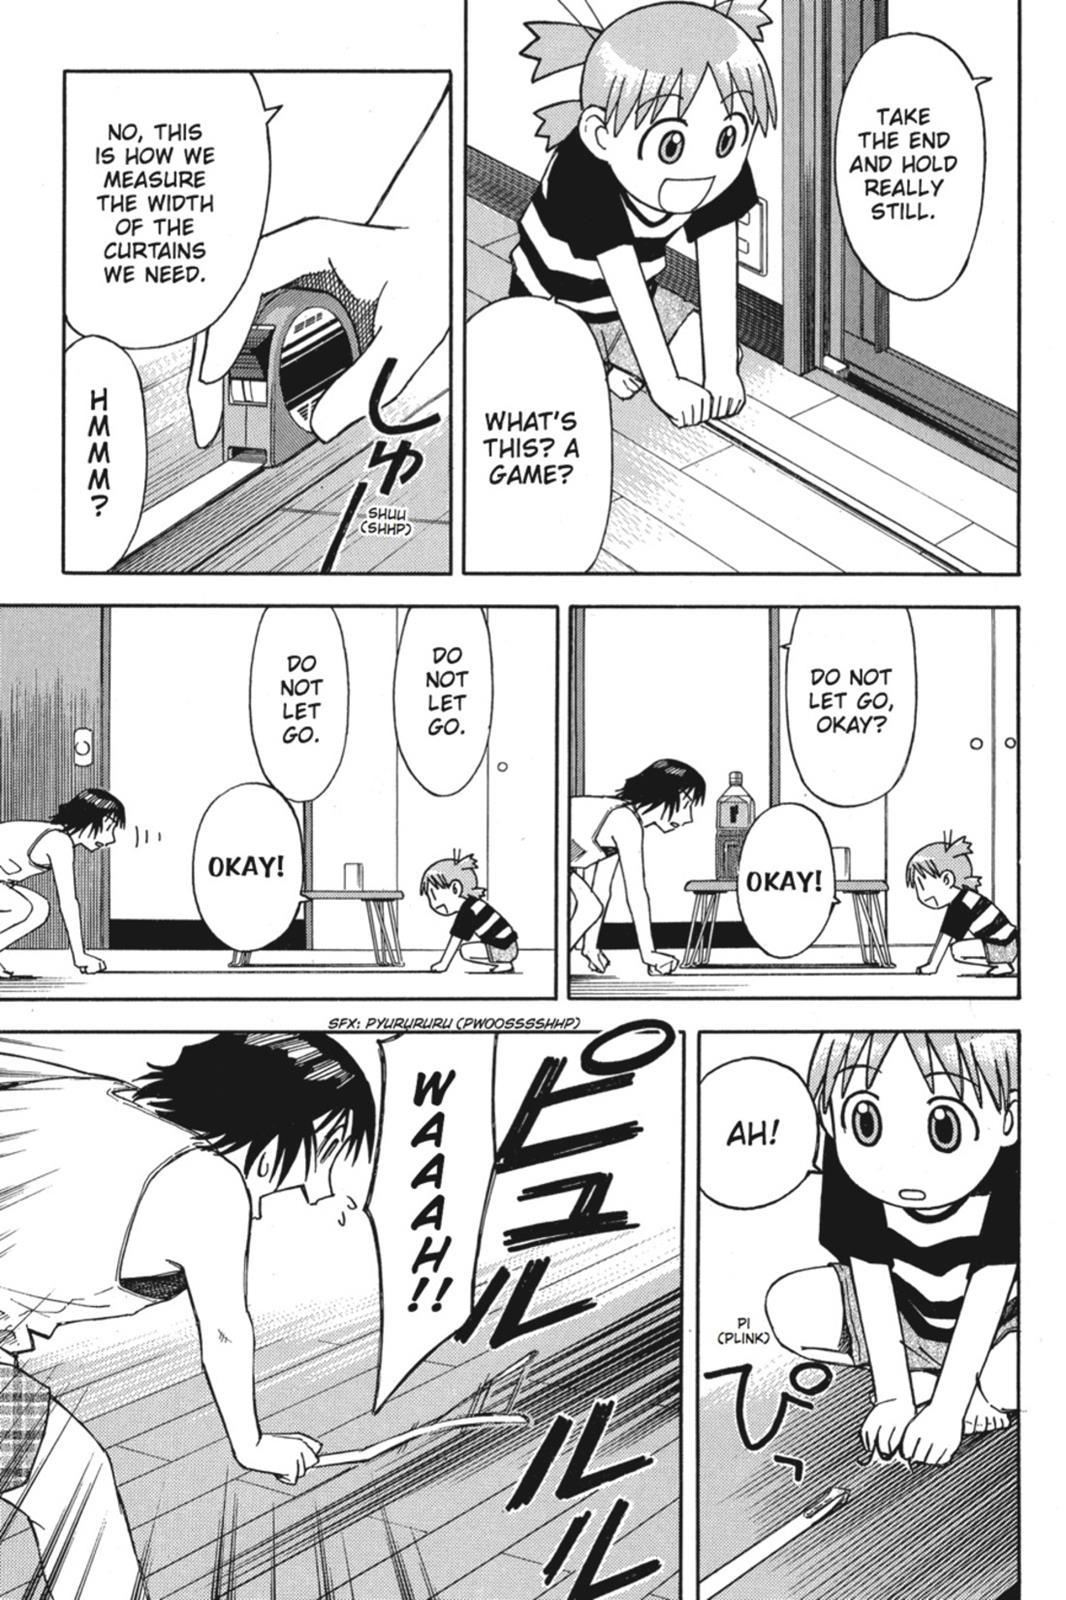 TAKE
THE END
AND HOLD
REALLY
STILL.
WHAT'S
THIS? A
GAME?
NO, THIS
IS HOW WE
MEASURE
THE WIDTH
OF THE
CURTAINS
WE NEED.
HMMM?
しゅー
SHUU
(SHHP)
DO NOT
LET GO,
OKAY?
OKAY!
DO
NOT
LET
GO.
DO
NOT
LET
GO.
OKAY!
AH!
PI
(PLINK)
ぴっ
SFX: PYURURURU (PWOOSSSSHHP)
ピュルルル
WAAAH!!